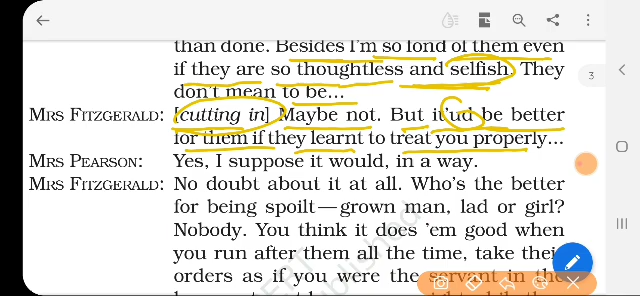 than done. Besides I'm so fond of them even
if they are so thoughtless and selfish. They
don't mean to be...
3
MRS FITZGERALD: [cutting in] Maybe not. But it'ud be better
for them if they learnt to treat you properly...
MRS PEARSON: Yes, I suppose it would, in a way.
MRS FITZGERALD: No doubt about it at all. Who's the better
for being spoilt—grown man, lad or girl?
Nobody. You think it does 'em good when
you run after them all the time, take their
orders as if you were the servant in the